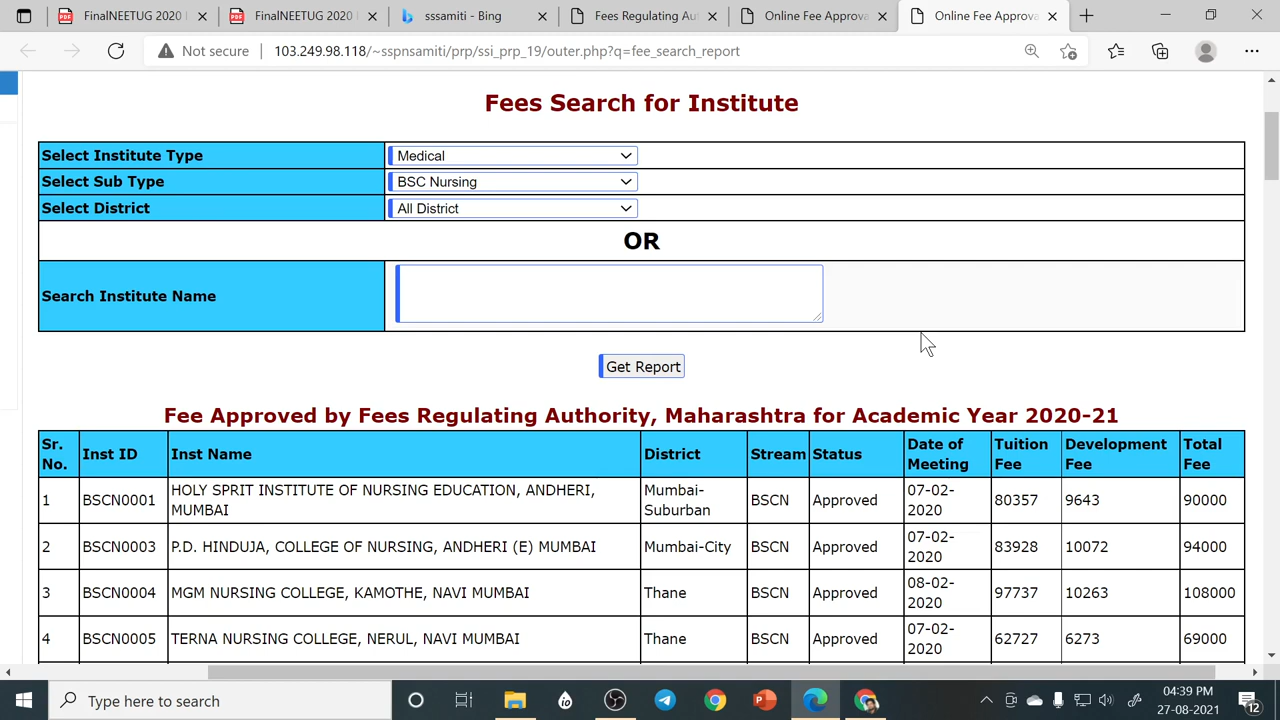 FinalNEETUG 2020 I
FinalNEETUG 2020 I
sssamiti - Bing
Fees Regulating Aut
Online Fee Approva
Online Fee Approva
Not secure
103.249.98.118/~sspnsamiti/prp/ssi_prp_19/outer.php?q=fee_search_report
Fees Search for Institute
Select Institute Type Medical
Select Sub Type BSC Nursing
Select District All District
OR
Search Institute Name
Get Report
Fee Approved by Fees Regulating Authority, Maharashtra for Academic Year 2020-21
Sr. No. Inst ID Inst Name District Stream Status Date of Meeting Tuition Fee Development Fee Total Fee
1 BSCN0001 HOLY SPRIT INSTITUTE OF NURSING EDUCATION, ANDHERI, MUMBAI Mumbai-Suburban BSCN Approved 07-02-2020 80357 9643 90000
2 BSCN0003 P.D. HINDUJA, COLLEGE OF NURSING, ANDHERI (E) MUMBAI Mumbai-City BSCN Approved 07-02-2020 83928 10072 94000
3 BSCN0004 MGM NURSING COLLEGE, KAMOTHE, NAVI MUMBAI Thane BSCN Approved 08-02-2020 97737 10263 108000
4 BSCN0005 TERNA NURSING COLLEGE, NERUL, NAVI MUMBAI Thane BSCN Approved 07-02-2020 62727 6273 69000
Type here to search
04:39 PM
27-08-2021
12